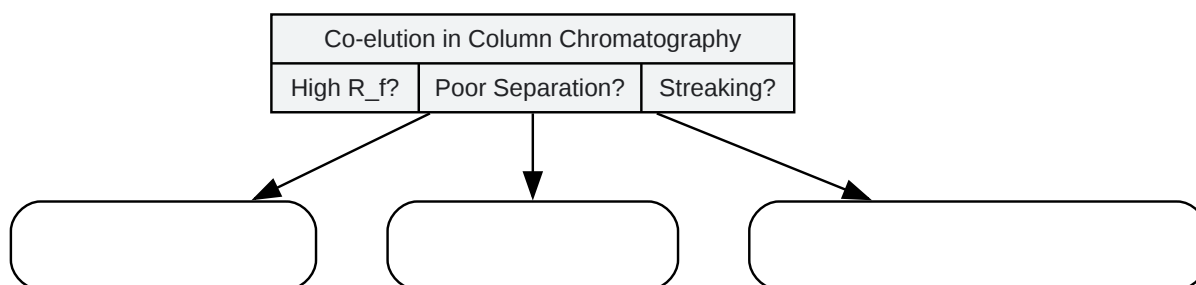 Co-elution in Column Chromatography
High R_f?
Poor Separation?
Streaking?